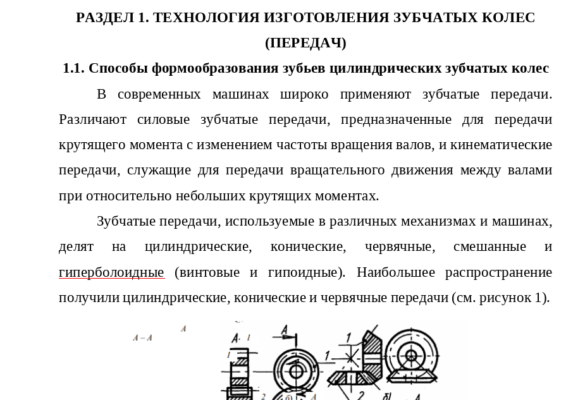 РАЗДЕЛ 1. ТЕХНОЛОГИЯ ИЗГОТОВЛЕНИЯ ЗУБЧАТЫХ КОЛЕС
(ПЕРЕДАЧ)
1.1. Способы формообразования зубьев цилиндрических зубчатых колес
В современных машинах широко применяют зубчатые передачи.
Различают силовые зубчатые передачи, предназначенные для передачи
крутящего момента с изменением частоты вращения валов, и кинематические
передачи, служащие для передачи вращательного движения между валами
при относительно небольших крутящих моментах.
Зубчатые передачи, используемые в различных механизмах и машинах,
делят на цилиндрические, конические, червячные, смешанные и
гиперболоидные (винтовые и гипоидные). Наибольшее распространение
получили цилиндрические, конические и червячные передачи (см. рисунок 1).
А
А – А
А
А
1
1
1
2
2
А